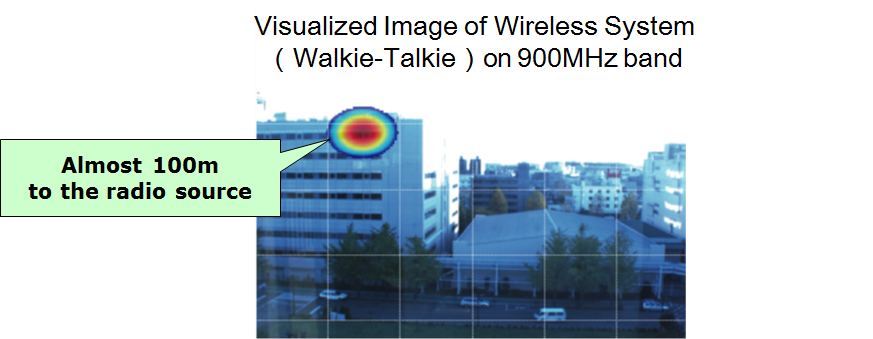 Visualized Image of Wireless System
（Walkie-Talkie）on 900MHz band
Almost 100m
to the radio source